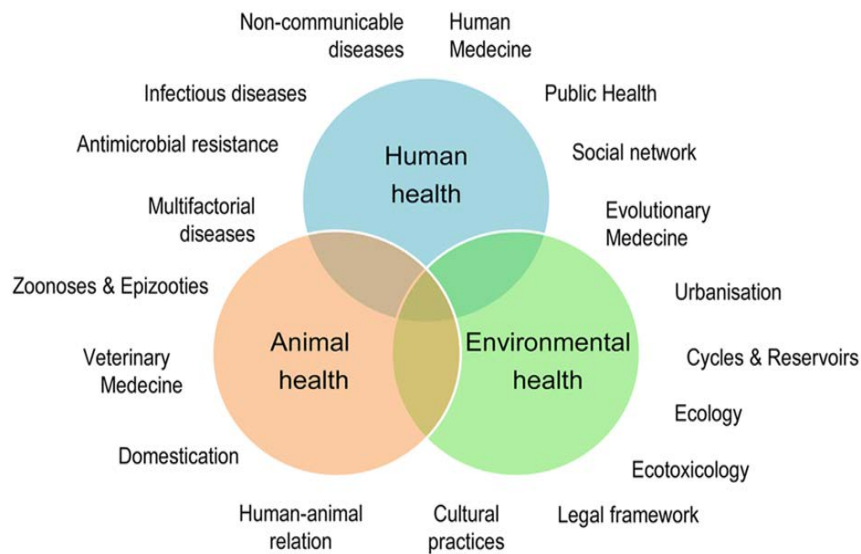 Non-communicable
diseases
Human
Medecine
Infectious diseases
Public Health
Antimicrobial resistance
Social network
Human
health
Multifactorial
diseases
Evolutionary
Medecine
Zoonoses & Epizooties
Urbanisation
Animal
health
Environmental
health
Veterinary
Medecine
Cycles & Reservoirs
Ecology
Domestication
Ecotoxicology
Human-animal
relation
Cultural
practices
Legal framework